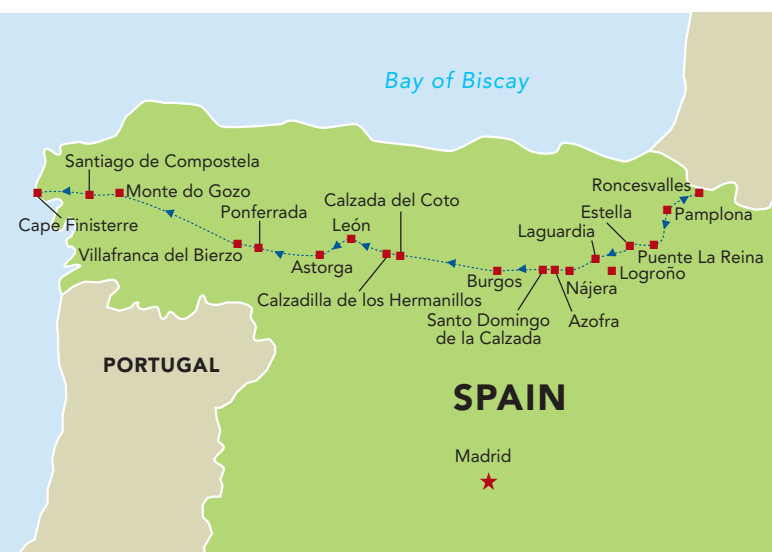 Bay of Biscay
Santiago de Compostela
Monte do Gozo
Cape Finisterre
Ponferrada
Villafranca del Bierzo
Calzada del Coto
León
Astorga
Calzadilla de los Hermanillos
Roncesvalles
Estella
Pamplona
Laguardia
Puente La Reina
Logroño
Burgos
Nájera
Santo Domingo
de la Calzada
Azofra
PORTUGAL
SPAIN
Madrid